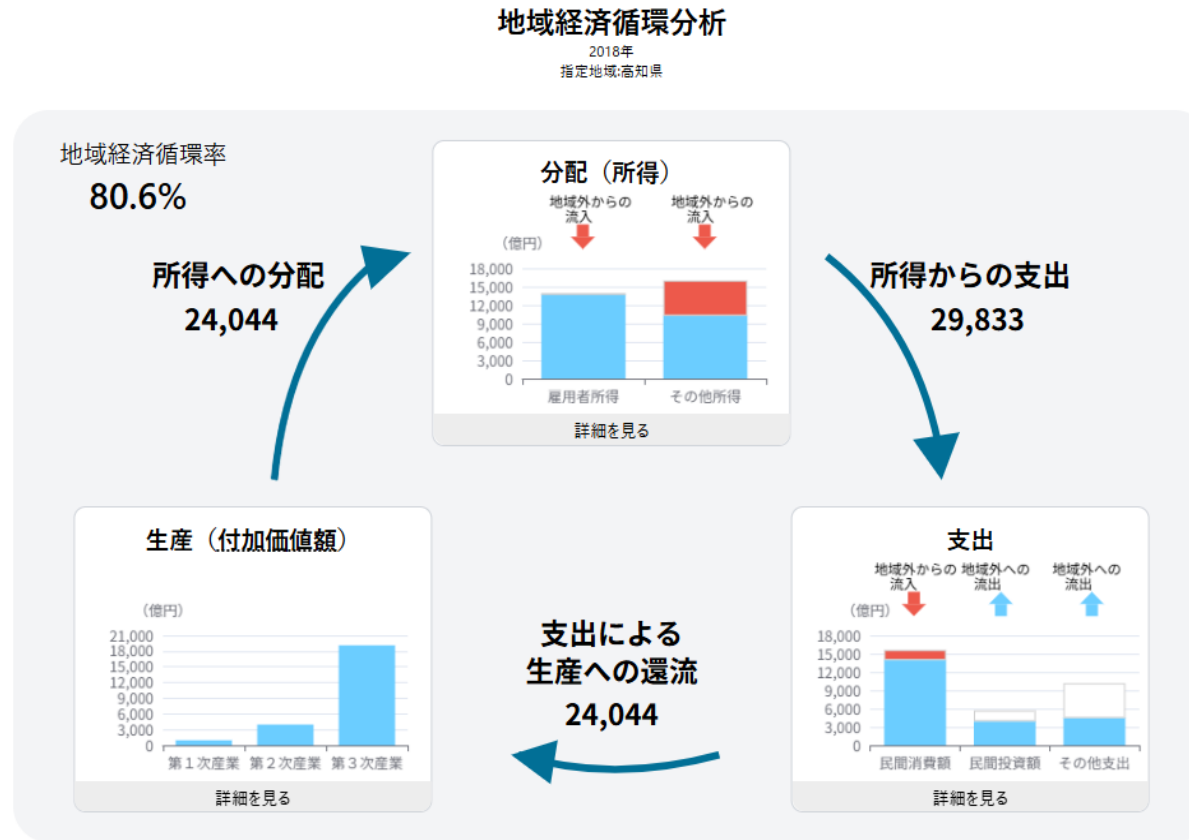 地域経済循環分析
2018年
指定地域:高知県
地域経済循環率
80.6%
所得への分配
24,044
分配（所得）
地域外からの
流入
地域外からの
流入
（億円）
18,000
15,000
12,000
9,000
6,000
3,000
0
雇用者所得
その他所得
詳細を見る
所得からの支出
29,833
生産（付加価値額）
（億円）
21,000
18,000
15,000
12,000
9,000
6,000
3,000
0
第１次産業
第２次産業
第３次産業
詳細を見る
支出による
生産への還流
24,044
支出
地域外からの
流入
地域外への
流出
地域外への
流出
（億円）
18,000
15,000
12,000
9,000
6,000
3,000
0
民間消費額
民間投資額
その他支出
詳細を見る